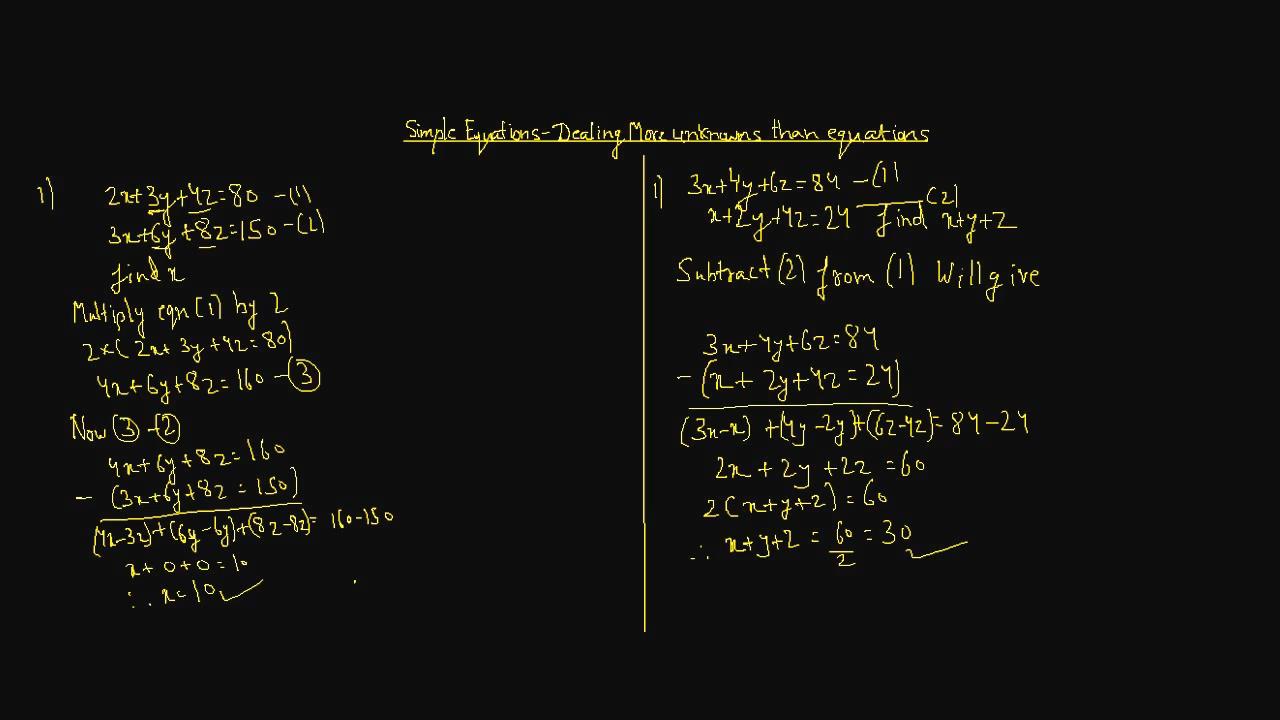 Simple Equations-Dealing More unknowns than equations
1) 2x+3y+4z=80 -(1)
3x+6y+8z=150-(2)
find x
Multiply eqn(1) by 2
2×(2x+3y+4z=80)
4x+6y+8z=160-③
Now ③-②
4x+6y+8z=160
- (3x+6y+8z=150)
(4x-3x)+(6y-6y)+(8z-8z)=160-150
x+0+0=10
∴ x=10
1) 3x+4y+6z=84 -(1)
x+2y+4z=24 -(2) find x+y+z
Subtract (2) from (1) Will give
3x+4y+6z=84
- (x+2y+4z=24)
(3x-x)+(4y-2y)+(6z-4z)=84-24
2x+2y+2z=60
2(x+y+z)=60
∴ x+y+z=60/2=30